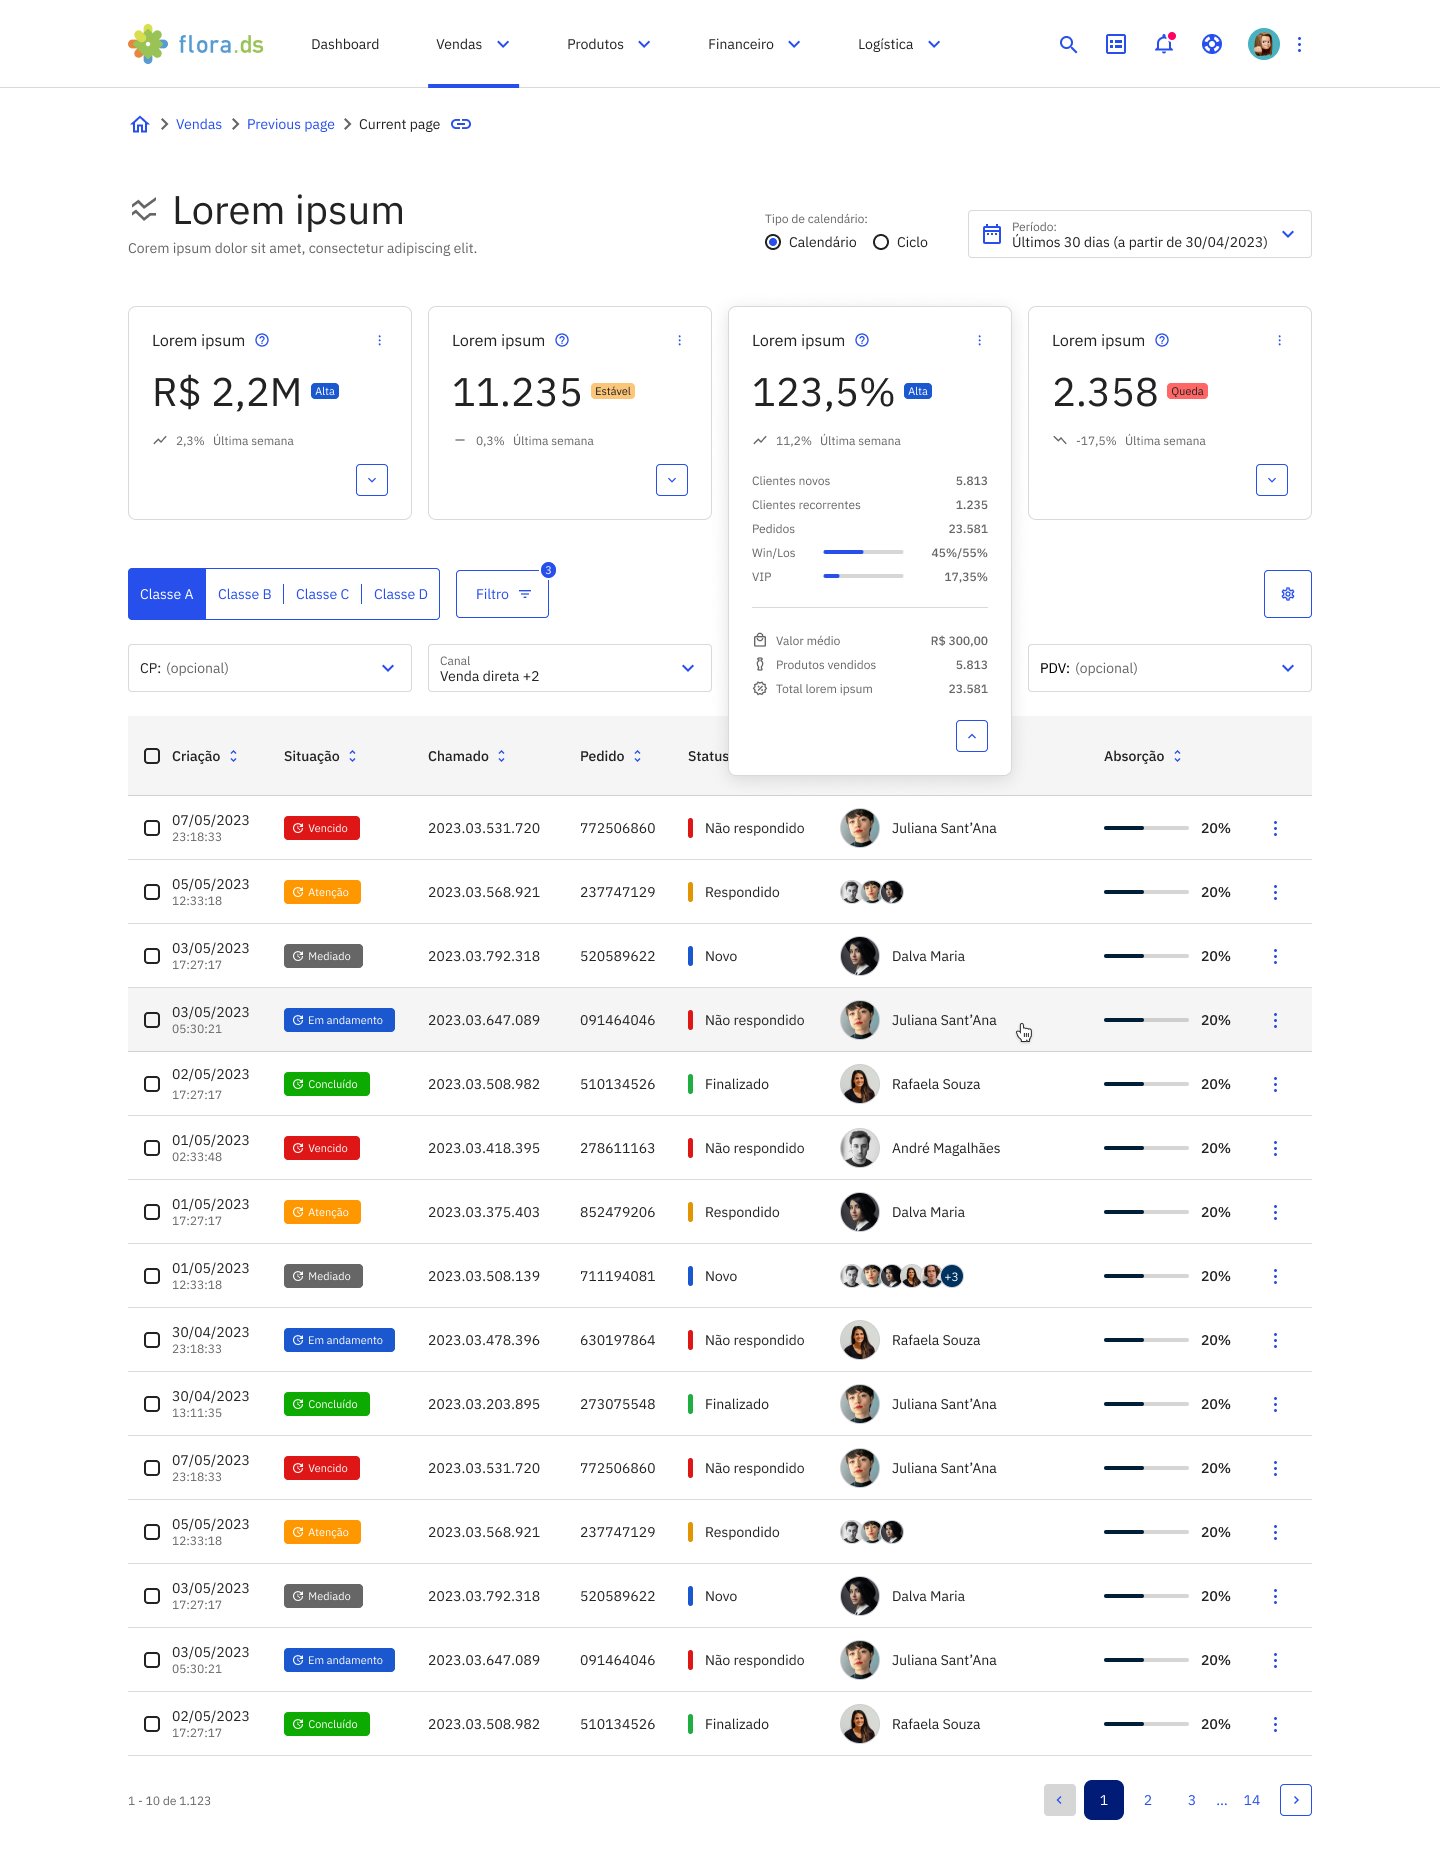 flora.ds
Dashboard Vendas Produtos Financeiro Logística
Vendas Previous page Current page
Lorem ipsum
Lorem ipsum dolor sit amet, consectetur adipiscing elit.
Tipo de calendário:
Calendário Ciclo
Período:
Últimos 30 dias (a partir de 30/04/2023)
Lorem ipsum
R$ 2,2M Alta
2,3% Última semana
Lorem ipsum
11.235 Estável
0,3% Última semana
Lorem ipsum
123,5% Alta
11,2% Última semana
Clientes novos 5.813
Clientes recorrentes 1.235
Pedidos 23.581
Win/Los 45%/55%
VIP 17,35%
Valor médio R$ 300,00
Produtos vendidos 5.813
Total lorem ipsum 23.581
Lorem ipsum
2.358 Queda
-17,5% Última semana
Classe A Classe B Classe C Classe D Filtro 3
CP: (opcional)
Canal
Venda direta +2
PDV: (opcional)
Criação Situação Chamado Pedido Status Absorção
07/05/2023
23:18:33 Vencido 2023.03.531.720 772506860 Não respondido Juliana Sant’Ana 20%
05/05/2023
12:33:18 Atenção 2023.03.568.921 237747129 Respondido 20%
03/05/2023
17:27:17 Mediado 2023.03.792.318 520589622 Novo Dalva Maria 20%
03/05/2023
05:30:21 Em andamento 2023.03.647.089 091464046 Não respondido Juliana Sant’Ana 20%
02/05/2023
17:27:17 Concluído 2023.03.508.982 510134526 Finalizado Rafaela Souza 20%
01/05/2023
02:33:48 Vencido 2023.03.418.395 278611163 Não respondido André Magalhães 20%
01/05/2023
17:27:17 Atenção 2023.03.375.403 852479206 Respondido Dalva Maria 20%
01/05/2023
12:33:18 Mediado 2023.03.508.139 711194081 Novo +3 20%
30/04/2023
23:18:33 Em andamento 2023.03.478.396 630197864 Não respondido Rafaela Souza 20%
30/04/2023
13:11:35 Concluído 2023.03.203.895 273075548 Finalizado Juliana Sant’Ana 20%
07/05/2023
23:18:33 Vencido 2023.03.531.720 772506860 Não respondido Juliana Sant’Ana 20%
05/05/2023
12:33:18 Atenção 2023.03.568.921 237747129 Respondido 20%
03/05/2023
17:27:17 Mediado 2023.03.792.318 520589622 Novo Dalva Maria 20%
03/05/2023
05:30:21 Em andamento 2023.03.647.089 091464046 Não respondido Juliana Sant’Ana 20%
02/05/2023
17:27:17 Concluído 2023.03.508.982 510134526 Finalizado Rafaela Souza 20%
1 - 10 de 1.123 1 2 3 ... 14